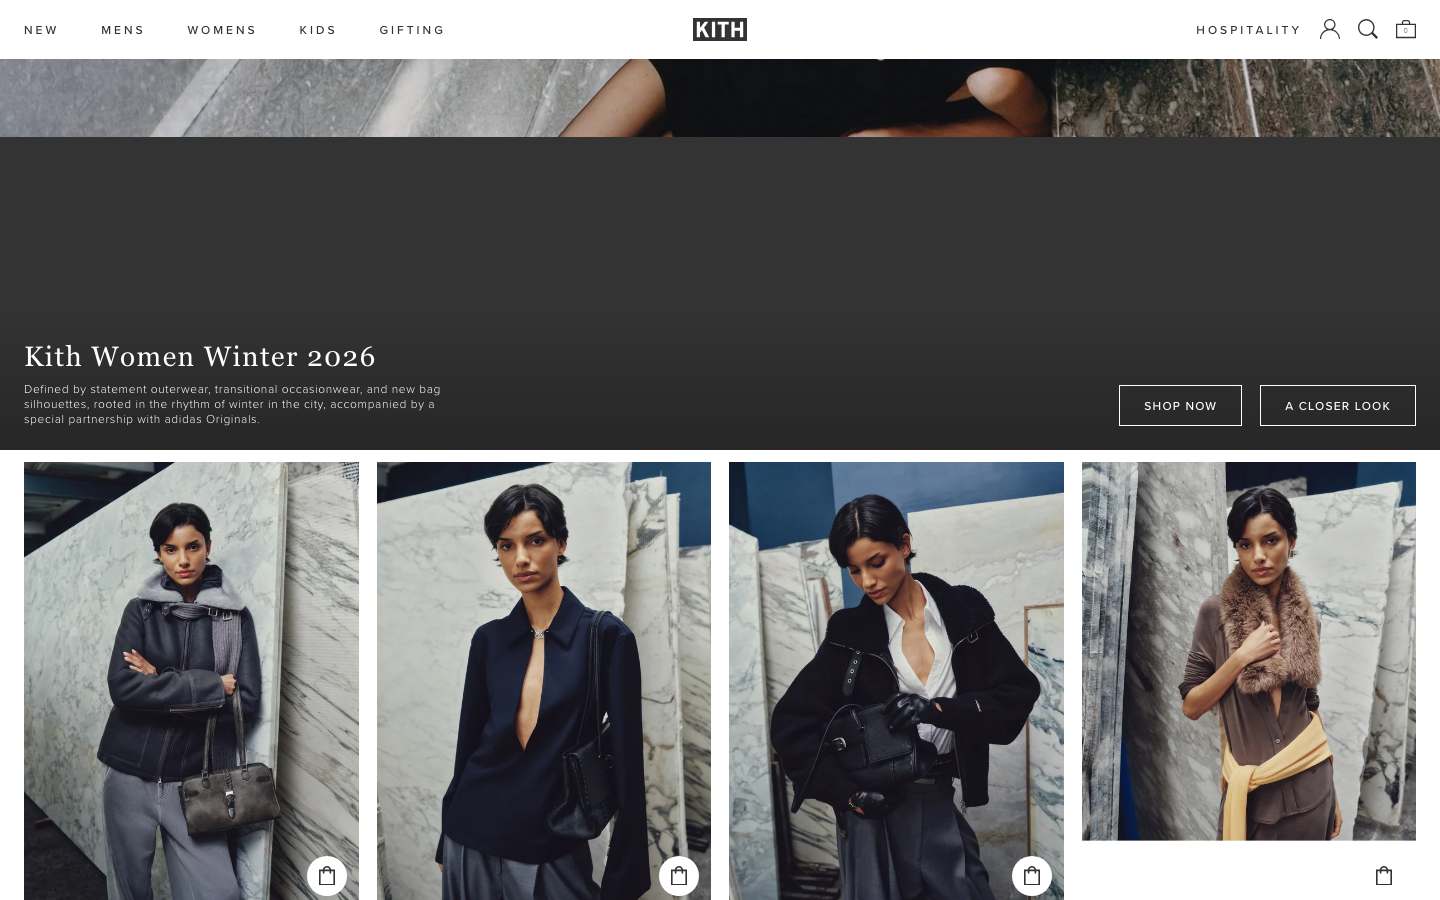 NEW MENS WOMENS KIDS GIFTING KITH HOSPITALITY 0
Kith Women Winter 2026
Defined by statement outerwear, transitional occasionwear, and new bag
silhouettes, rooted in the rhythm of winter in the city, accompanied by a
special partnership with adidas Originals.
SHOP NOW A CLOSER LOOK